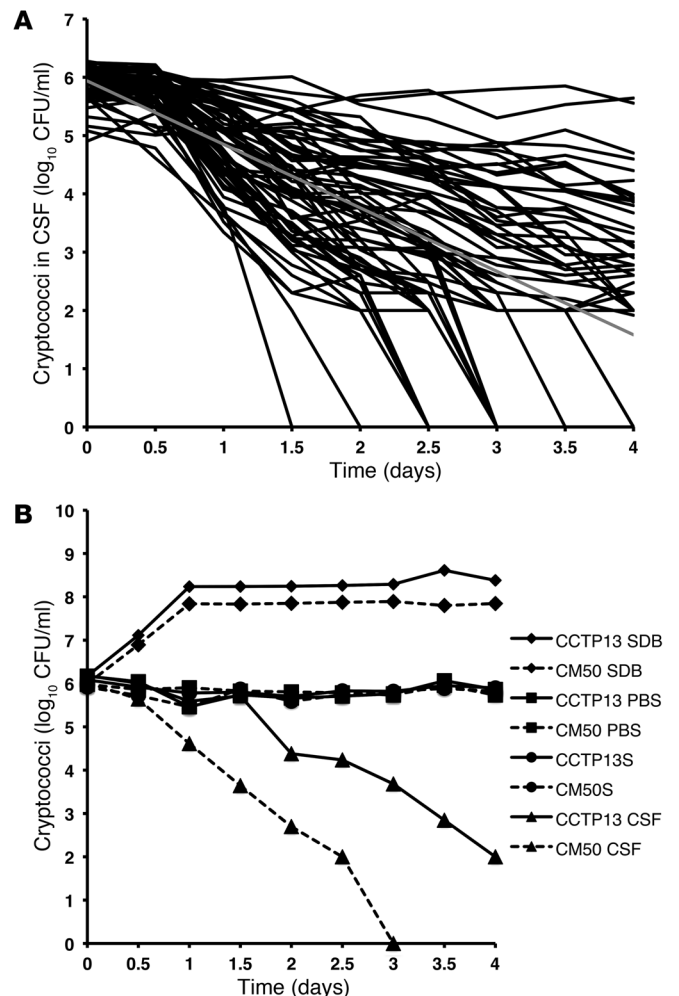 A
7
6
5
4
3
2
1
0
Cryptococci in CSF (log10 CFU/ml)
0 0.5 1 1.5 2 2.5 3 3.5 4
Time (days)
B
10
9
8
7
6
5
4
3
2
1
0
Cryptococci (log10 CFU/ml)
0 0.5 1 1.5 2 2.5 3 3.5 4
Time (days)
CCTP13 SDB
CM50 SDB
CCTP13 PBS
CM50 PBS
CCTP13S
CM50S
CCTP13 CSF
CM50 CSF